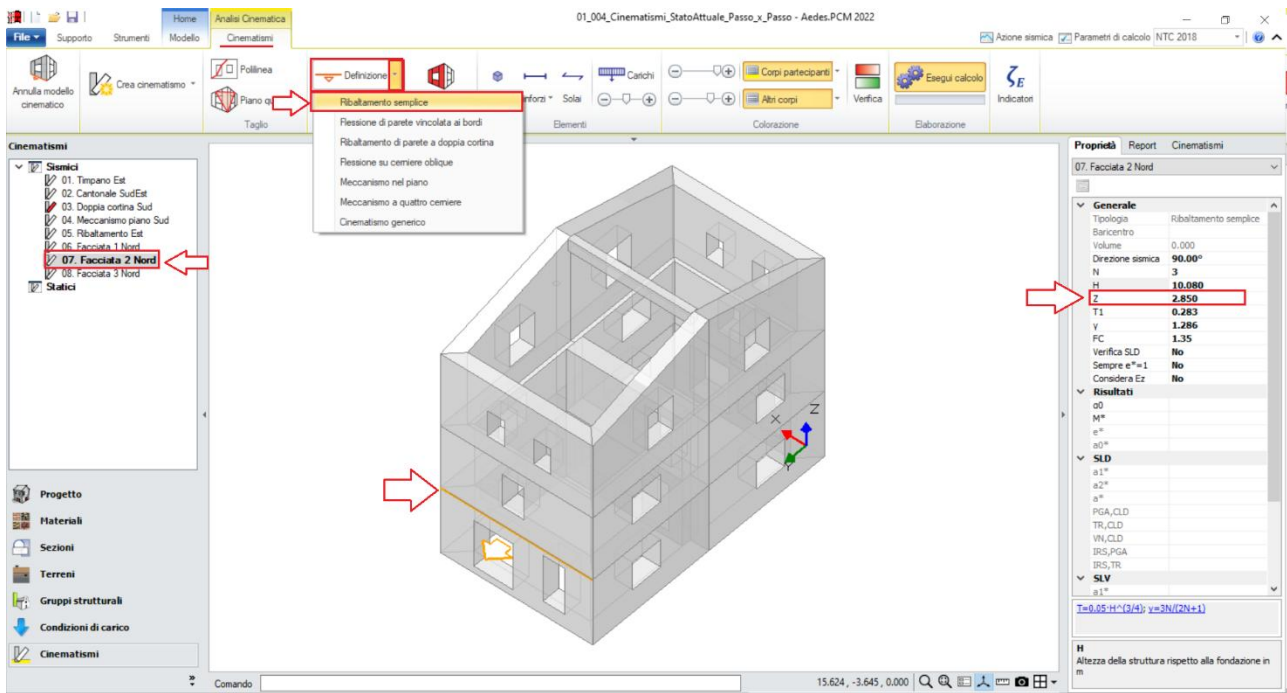 01_004_Cinematismi_StatoAttuale_Passo_x_Passo - Aedes.PCM 2022
Home
Analisi Cinematica
File
Supporto
Strumenti
Modello
Cinematismi
Azione sismica
Parametri di calcolo
NTC 2018
Annulla modello
cinematico
Crea cinematismo
Polilinea
Piano
Taglio
Definizione
Ribaltamento semplice
Flessione di parete vincolata ai bordi
Ribaltamento di parete a doppia cortina
Flessione su cerniere oblique
Meccanismo nel piano
Meccanismo a quattro cerniere
Cinematismo generico
Solai
Carichi
Elementi
Corpi partecipanti
Altri corpi
Colorazione
Verifica
Esegui calcolo
Elaborazione
ζE
Indicatori
Cinematismi
Sismici
01. Timpano Est
02. Cantonale SudEst
03. Doppia cortina Sud
04. Meccanismo piano Sud
05. Ribaltamento Est
06. Facciata 1 Nord
07. Facciata 2 Nord
08. Facciata 3 Nord
Statici
Progetto
Materiali
Sezioni
Terreni
Gruppi strutturali
Condizioni di carico
Cinematismi
X
Y
Z
Comando
15.624 , -3.645 , 0.000
Proprietà Report Cinematismi
07. Facciata 2 Nord
Generale
Tipologia Ribaltamento semplice
Baricentro
Volume 0.000
Direzione sismica 90.00°
N 3
H 10.080
Z 2.850
T1 0.283
γ 1.286
FC 1.35
Verifica SLD No
Sempre e*=1 No
Considera Ez No
Risultati
α0
M*
e*
a0*
SLD
a1*
a2*
a*
PGA,CLD
TR,CLD
VN,CLD
IRS,PGA
IRS,TR
SLV
a1*
T=0.05·H^(3/4); γ=3N/(2N+1)
H
Altezza della struttura rispetto alla fondazione in
m